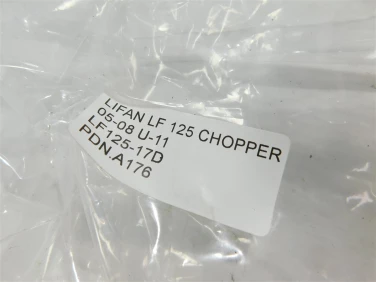 LIFAN LF 125 CHOPPER
05-08 U-11
LF125-17D
PDN.A176